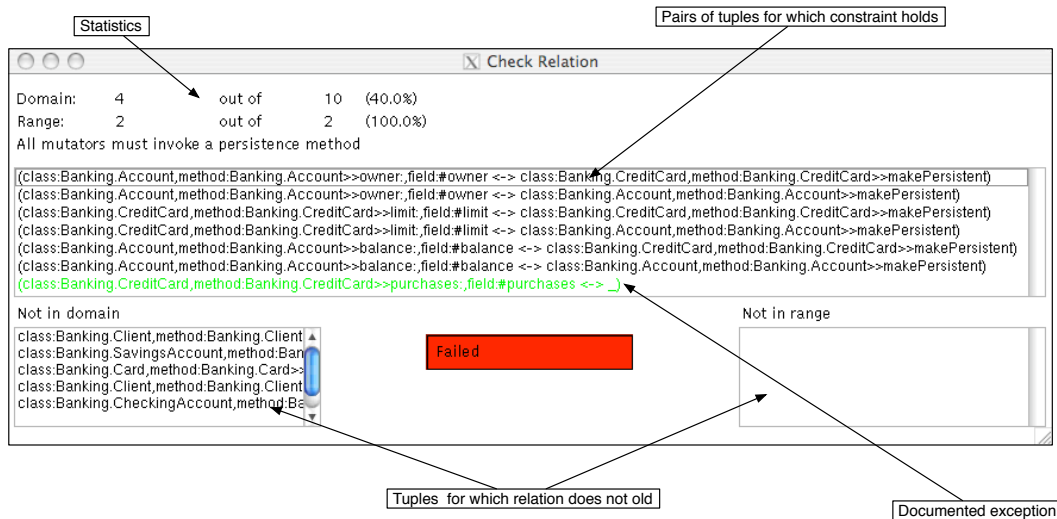 Pairs of tuples for which constraint holds
Statistics
Check Relation
Domain: 4 out of 10 (40.0%)
Range: 2 out of 2 (100.0%)
All mutators must invoke a persistence method
(class:Banking.Account,method:Banking.Account>>owner:,field:#owner <-> class:Banking.CreditCard,method:Banking.CreditCard>>makePersistent)
(class:Banking.Account,method:Banking.Account>>owner:,field:#owner <-> class:Banking.Account,method:Banking.Account>>makePersistent)
(class:Banking.CreditCard,method:Banking.CreditCard>>limit:,field:#limit <-> class:Banking.CreditCard,method:Banking.CreditCard>>makePersistent)
(class:Banking.CreditCard,method:Banking.CreditCard>>limit:,field:#limit <-> class:Banking.Account,method:Banking.Account>>makePersistent)
(class:Banking.Account,method:Banking.Account>>balance:,field:#balance <-> class:Banking.CreditCard,method:Banking.CreditCard>>makePersistent)
(class:Banking.Account,method:Banking.Account>>balance:,field:#balance <-> class:Banking.Account,method:Banking.Account>>makePersistent)
(class:Banking.CreditCard,method:Banking.CreditCard>>purchases:,field:#purchases <-> _)
Not in domain
Not in range
class:Banking.Client,method:Banking.Client
class:Banking.SavingsAccount,method:Ban
class:Banking.Card,method:Banking.Card>>
class:Banking.Client,method:Banking.Client
class:Banking.CheckingAccount,method:Ba
Failed
Tuples for which relation does not old
Documented exception